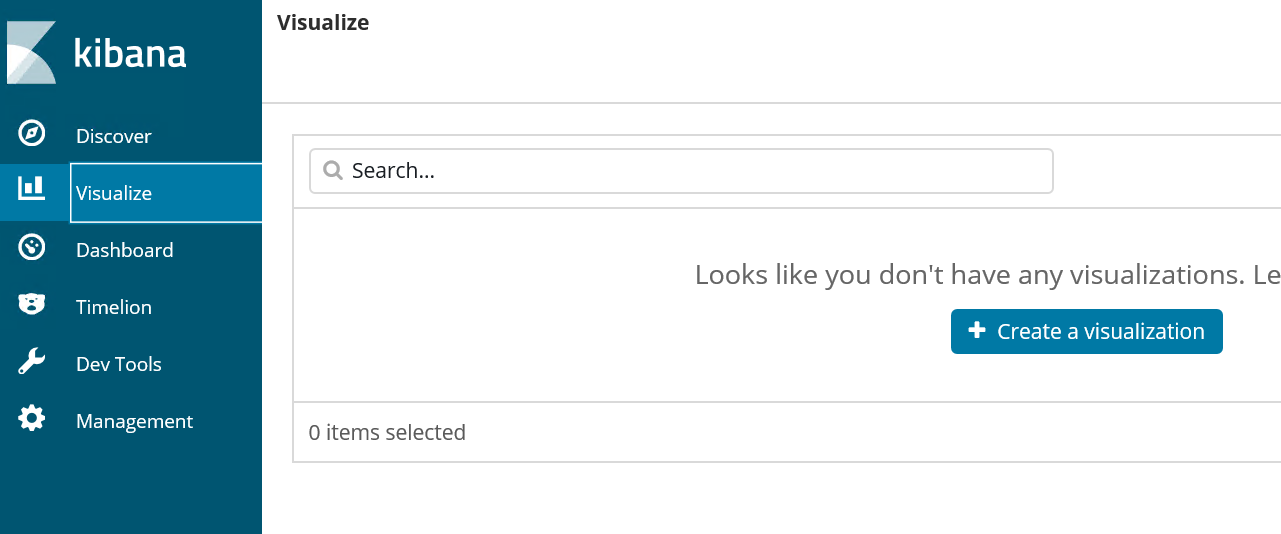 kibana
Discover
Visualize
Dashboard
Timelion
Dev Tools
Management
Visualize
Search...
Looks like you don't have any visualizations. Le
Create a visualization
0 items selected